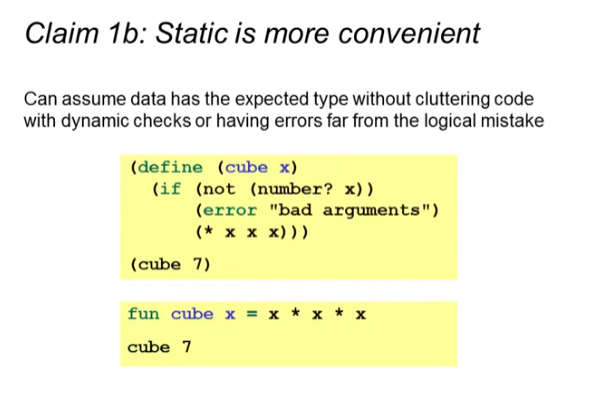 Claim 1b: Static is more convenient
Can assume data has the expected type without cluttering code
with dynamic checks or having errors far from the logical mistake
(define (cube x)
(if (not (number? x))
(error "bad arguments")
(* x x x)))
(cube 7)
fun cube x = x * x * x
cube 7